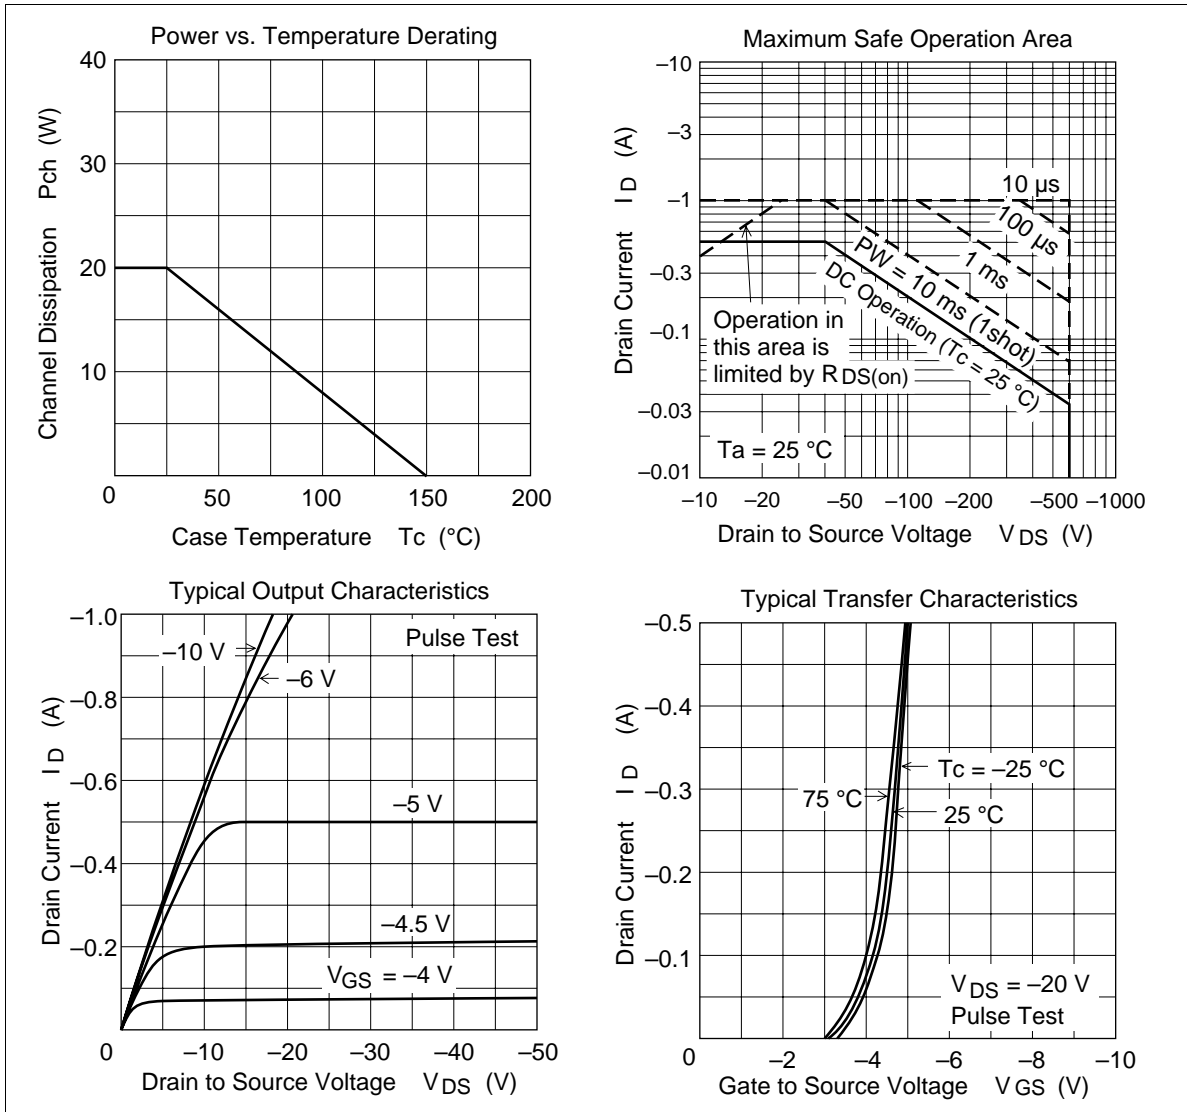 Power vs. Temperature Derating
40
30
20
10
0
50
100
150
200
Channel Dissipation Pch (W)
Case Temperature Tc (°C)
Maximum Safe Operation Area
–10
–3
–1
–0.3
–0.1
–0.03
–0.01
–10
–20
–50
–100
–200
–500
–1000
Drain Current I D (A)
Drain to Source Voltage V DS (V)
10 µs
100 µs
1 ms
PW = 10 ms (1shot)
DC Operation (Tc = 25 °C)
Operation in
this area is
limited by R DS(on)
Ta = 25 °C
Typical Output Characteristics
–1.0
–0.8
–0.6
–0.4
–0.2
0
–10
–20
–30
–40
–50
Drain Current I D (A)
Drain to Source Voltage V DS (V)
Pulse Test
–10 V
–6 V
–5 V
–4.5 V
VGS = –4 V
Typical Transfer Characteristics
–0.5
–0.4
–0.3
–0.2
–0.1
0
–2
–4
–6
–8
–10
Drain Current I D (A)
Gate to Source Voltage V GS (V)
Tc = –25 °C
75 °C
25 °C
V DS = –20 V
Pulse Test